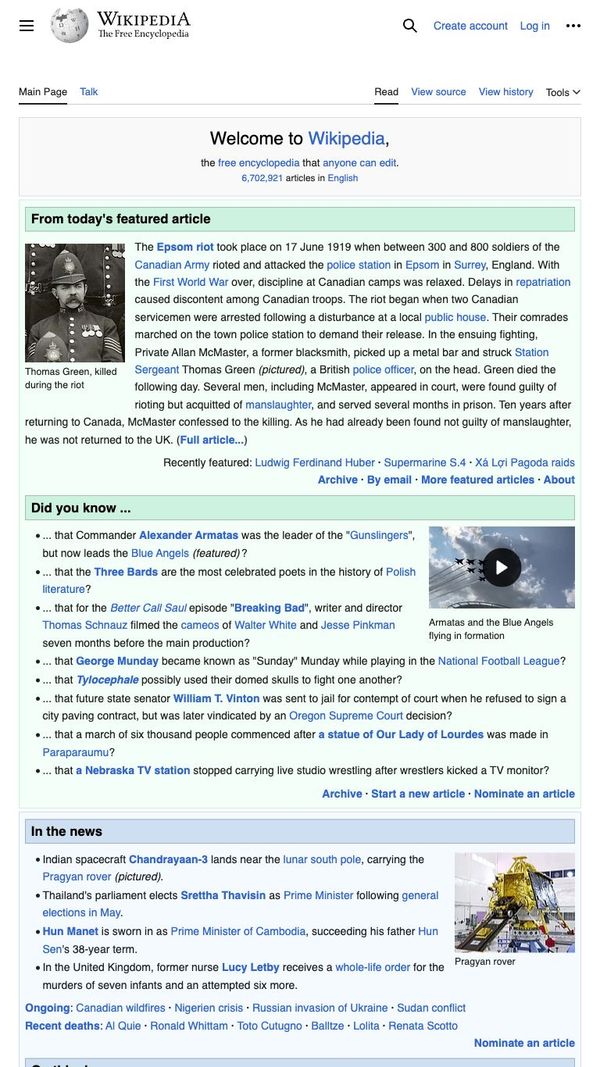 WIKIPEDIA
The Free Encyclopedia
Create account Log in
Main Page Talk Read View source View history Tools
Welcome to Wikipedia,
the free encyclopedia that anyone can edit.
6,702,921 articles in English
From today's featured article
The Epsom riot took place on 17 June 1919 when between 300 and 800 soldiers of the
Canadian Army rioted and attacked the police station in Epsom in Surrey, England. With
the First World War over, discipline at Canadian camps was relaxed. Delays in repatriation
caused discontent among Canadian troops. The riot began when two Canadian
servicemen were arrested following a disturbance at a local public house. Their comrades
marched on the town police station to demand their release. In the ensuing fighting,
Private Allan McMaster, a former blacksmith, picked up a metal bar and struck Station
Sergeant Thomas Green (pictured), a British police officer, on the head. Green died the
following day. Several men, including McMaster, appeared in court, were found guilty of
rioting but acquitted of manslaughter, and served several months in prison. Ten years after
returning to Canada, McMaster confessed to the killing. As he had already been found not guilty of manslaughter,
he was not returned to the UK. (Full article...)
Thomas Green, killed
during the riot
Recently featured: Ludwig Ferdinand Huber · Supermarine S.4 · Xá Lợi Pagoda raids
Archive · By email · More featured articles · About
Did you know ...
• ... that Commander Alexander Armatas was the leader of the "Gunslingers",
but now leads the Blue Angels (featured)?
• ... that the Three Bards are the most celebrated poets in the history of Polish
literature?
• ... that for the Better Call Saul episode "Breaking Bad", writer and director
Thomas Schnauz filmed the cameos of Walter White and Jesse Pinkman
seven months before the main production?
Armatas and the Blue Angels
flying in formation
• ... that George Munday became known as "Sunday" Munday while playing in the National Football League?
• ... that Tylocephale possibly used their domed skulls to fight one another?
• ... that future state senator William T. Vinton was sent to jail for contempt of court when he refused to sign a
city paving contract, but was later vindicated by an Oregon Supreme Court decision?
• ... that a march of six thousand people commenced after a statue of Our Lady of Lourdes was made in
Paraparaumu?
• ... that a Nebraska TV station stopped carrying live studio wrestling after wrestlers kicked a TV monitor?
Archive · Start a new article · Nominate an article
In the news
• Indian spacecraft Chandrayaan-3 lands near the lunar south pole, carrying the
Pragyan rover (pictured).
• Thailand's parliament elects Srettha Thavisin as Prime Minister following general
elections in May.
• Hun Manet is sworn in as Prime Minister of Cambodia, succeeding his father Hun
Sen's 38-year term.
• In the United Kingdom, former nurse Lucy Letby receives a whole-life order for the
murders of seven infants and an attempted six more.
Pragyan rover
Ongoing: Canadian wildfires · Nigerien crisis · Russian invasion of Ukraine · Sudan conflict
Recent deaths: Al Quie · Ronald Whittam · Toto Cutugno · Balltze · Lolita · Renata Scotto
Nominate an article